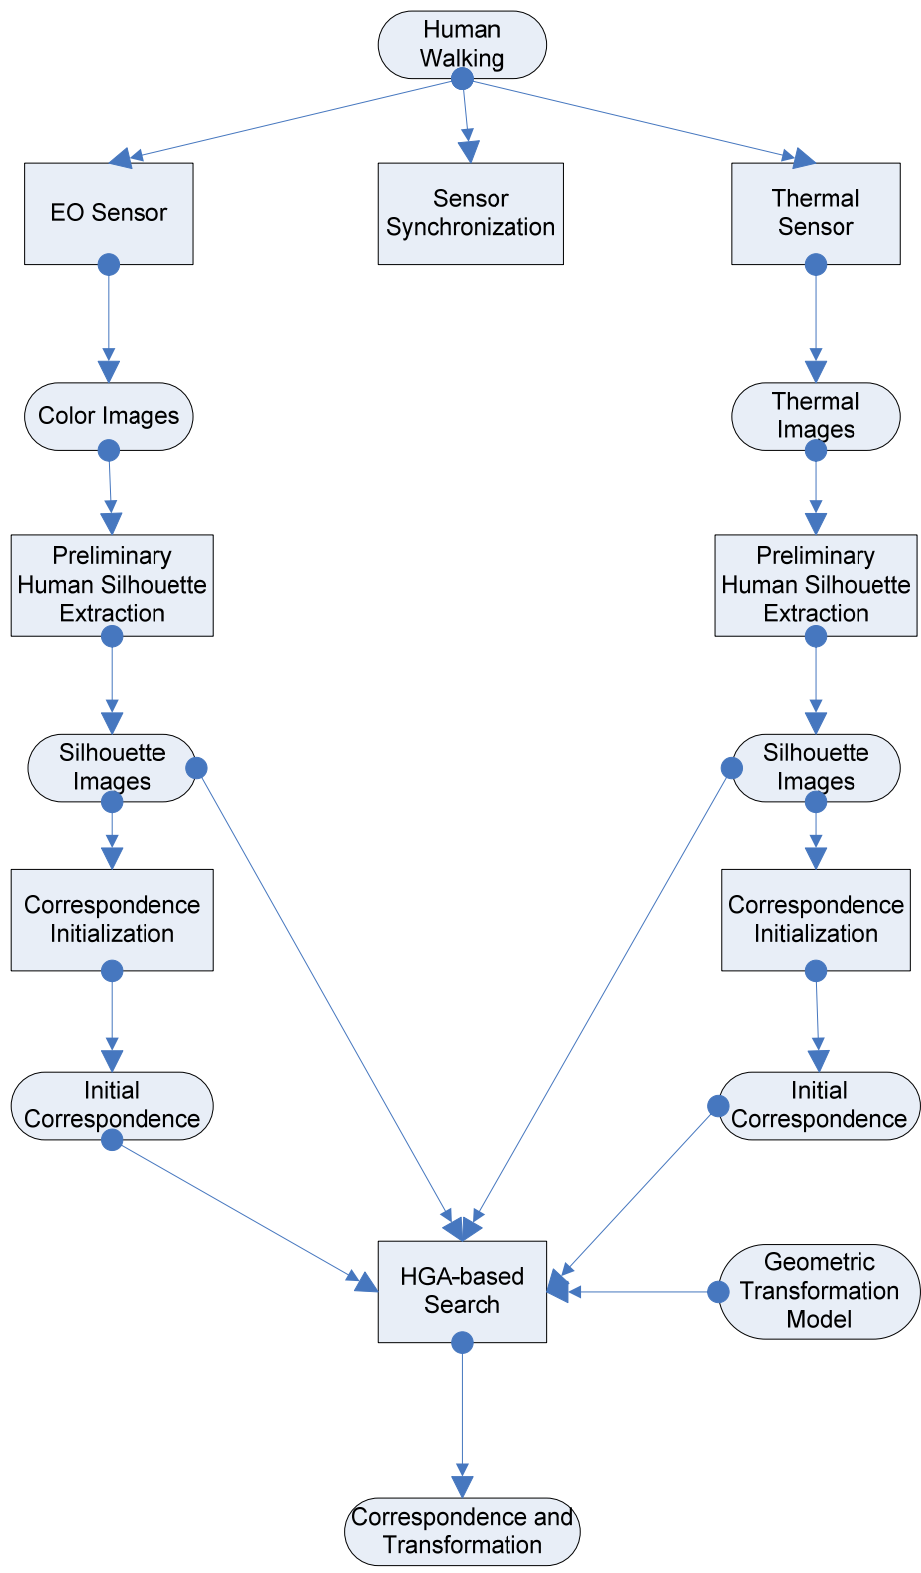 Human
Walking
EO Sensor
Sensor
Synchronization
Thermal
Sensor
Color Images
Thermal
Images
Preliminary
Human Silhouette
Extraction
Preliminary
Human Silhouette
Extraction
Silhouette
Images
Silhouette
Images
Correspondence
Initialization
Correspondence
Initialization
Initial
Correspondence
Initial
Correspondence
HGA-based
Search
Geometric
Transformation
Model
Correspondence and
Transformation